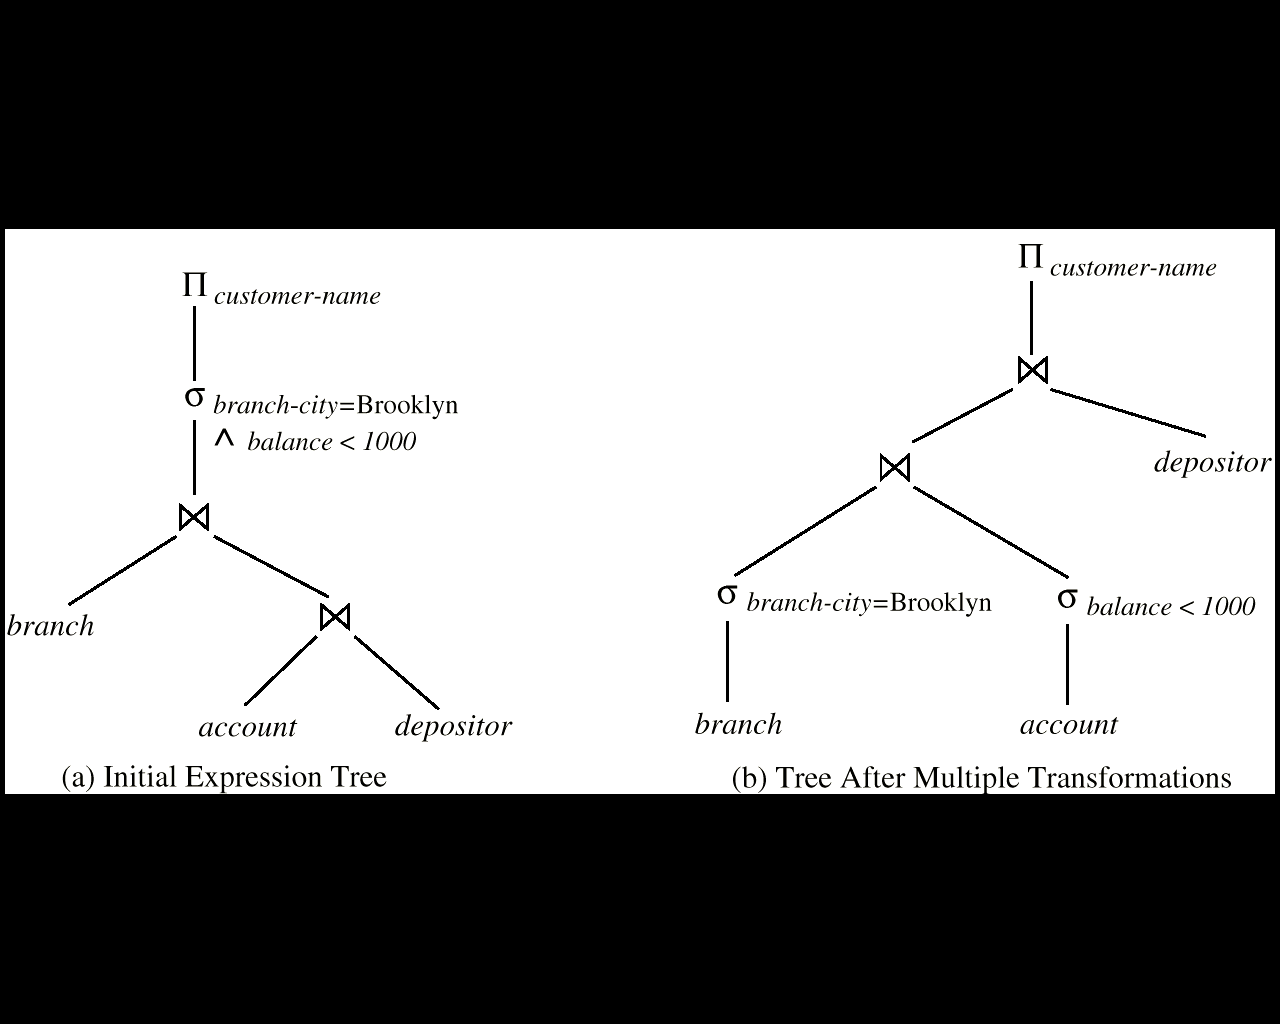 Π customer-name
σ branch-city=Brooklyn
∧ balance < 1000
⋈
branch
⋈
account depositor
(a) Initial Expression Tree
Π customer-name
⋈
depositor
⋈
σ branch-city=Brooklyn σ balance < 1000
branch account
(b) Tree After Multiple Transformations